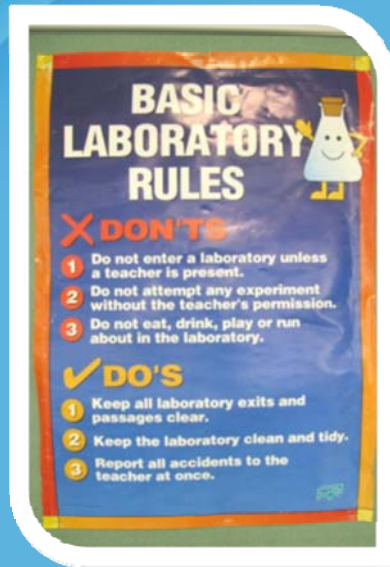 BASIC
LABORATORY
RULES
DON'TS
1 Do not enter a laboratory unless
a teacher is present.
2 Do not attempt any experiment
without the teacher's permission.
3 Do not eat, drink, play or run
about in the laboratory.
DO'S
1 Keep all laboratory exits and
passages clear.
2 Keep the laboratory clean and tidy.
3 Report all accidents to the
teacher at once.